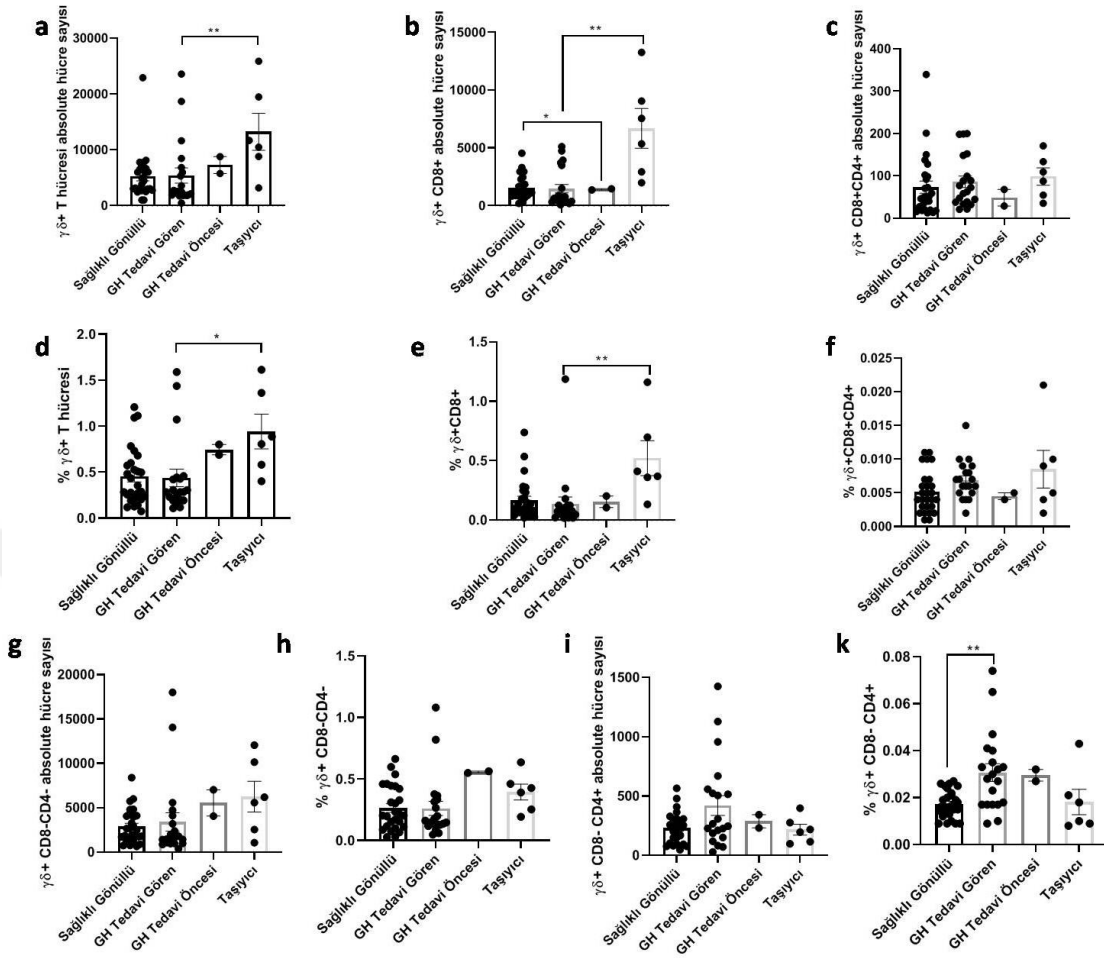 a
γδ+ T hücresi absolute hücre sayısı
30000
20000
10000
0
**
Sağlıklı Gönüllü
GH Tedavi Gören
GH Tedavi Öncesi
Taşıyıcı
b
γδ+ CD8+ absolute hücre sayısı
15000
10000
5000
0
*
**
Sağlıklı Gönüllü
GH Tedavi Gören
GH Tedavi Öncesi
Taşıyıcı
c
γδ+ CD8+CD4+ absolute hücre sayısı
400
300
200
100
0
Sağlıklı Gönüllü
GH Tedavi Gören
GH Tedavi Öncesi
Taşıyıcı
d
% γδ+ T hücresi
2.0
1.5
1.0
0.5
0.0
*
Sağlıklı Gönüllü
GH Tedavi Gören
GH Tedavi Öncesi
Taşıyıcı
e
% γδ+CD8+
1.5
1.0
0.5
0.0
**
Sağlıklı Gönüllü
GH Tedavi Gören
GH Tedavi Öncesi
Taşıyıcı
f
% γδ+CD8+CD4+
0.025
0.020
0.015
0.010
0.005
0.000
Sağlıklı Gönüllü
GH Tedavi Gören
GH Tedavi Öncesi
Taşıyıcı
g
γδ+ CD8-CD4- absolute hücre sayısı
20000
15000
10000
5000
0
Sağlıklı Gönüllü
GH Tedavi Gören
GH Tedavi Öncesi
Taşıyıcı
h
% γδ+ CD8-CD4-
1.5
1.0
0.5
0.0
Sağlıklı Gönüllü
GH Tedavi Gören
GH Tedavi Öncesi
Taşıyıcı
i
γδ+ CD8- CD4+ absolute hücre sayısı
1500
1000
500
0
Sağlıklı Gönüllü
GH Tedavi Gören
GH Tedavi Öncesi
Taşıyıcı
k
% γδ+ CD8- CD4+
0.08
0.06
0.04
0.02
0.00
**
Sağlıklı Gönüllü
GH Tedavi Gören
GH Tedavi Öncesi
Taşıyıcı